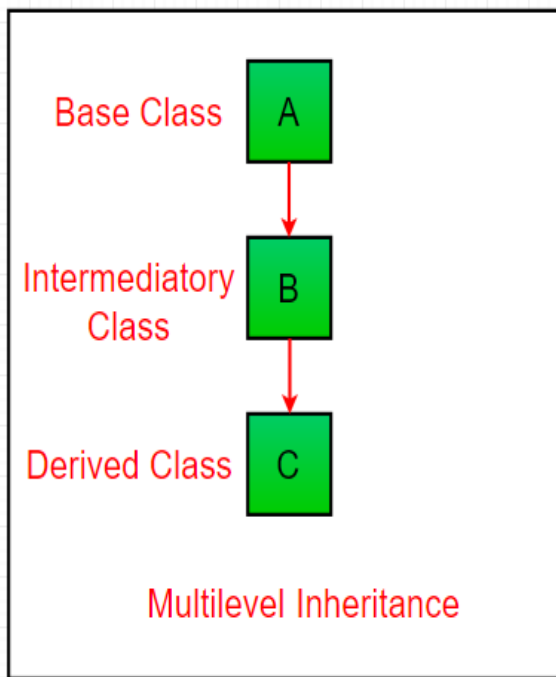 Base Class
A
Intermediatory
Class
B
Derived Class
C
Multilevel Inheritance